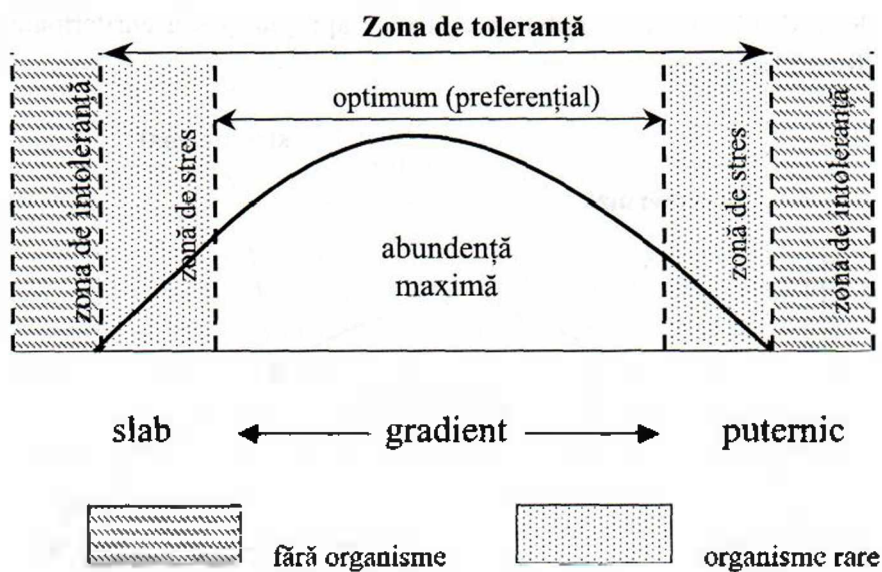 Zona de toleranță
optimum (preferențial)
zona de intoleranță
zonă de stres
abundență
maximă
zonă de stres
zona de intoleranță
slab
gradient
puternic
fără organisme
organisme rare